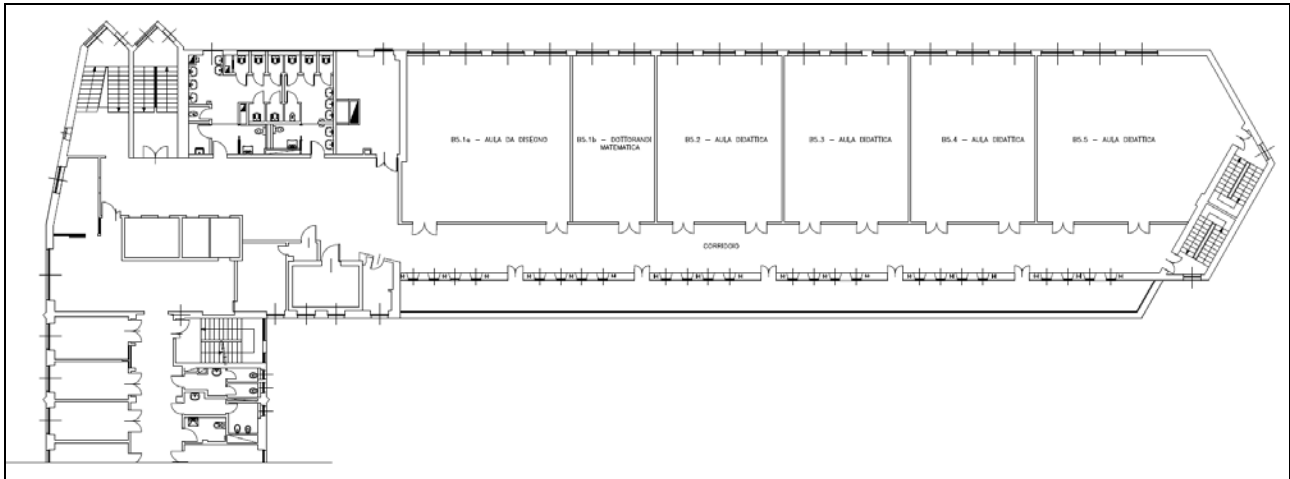 B5.1a – AULA DA DISEGNO
B5.1b – DOTTORANDI
MATEMATICA
B5.2 – AULA DIDATTICA
B5.3 – AULA DIDATTICA
B5.4 – AULA DIDATTICA
B5.5 – AULA DIDATTICA
CORRIDOIO